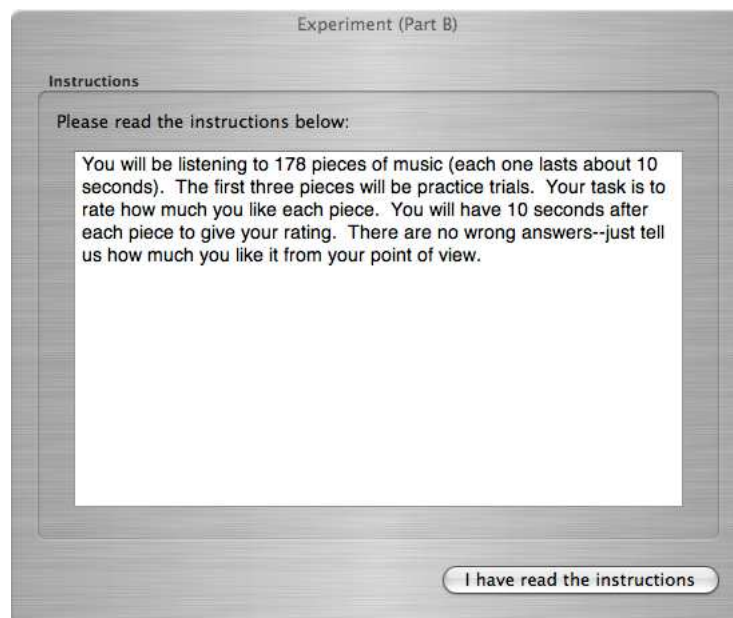 Experiment (Part B)
Instructions
Please read the instructions below:
You will be listening to 178 pieces of music (each one lasts about 10
seconds).  The first three pieces will be practice trials.  Your task is to
rate how much you like each piece.  You will have 10 seconds after
each piece to give your rating.  There are no wrong answers--just tell
us how much you like it from your point of view.
I have read the instructions